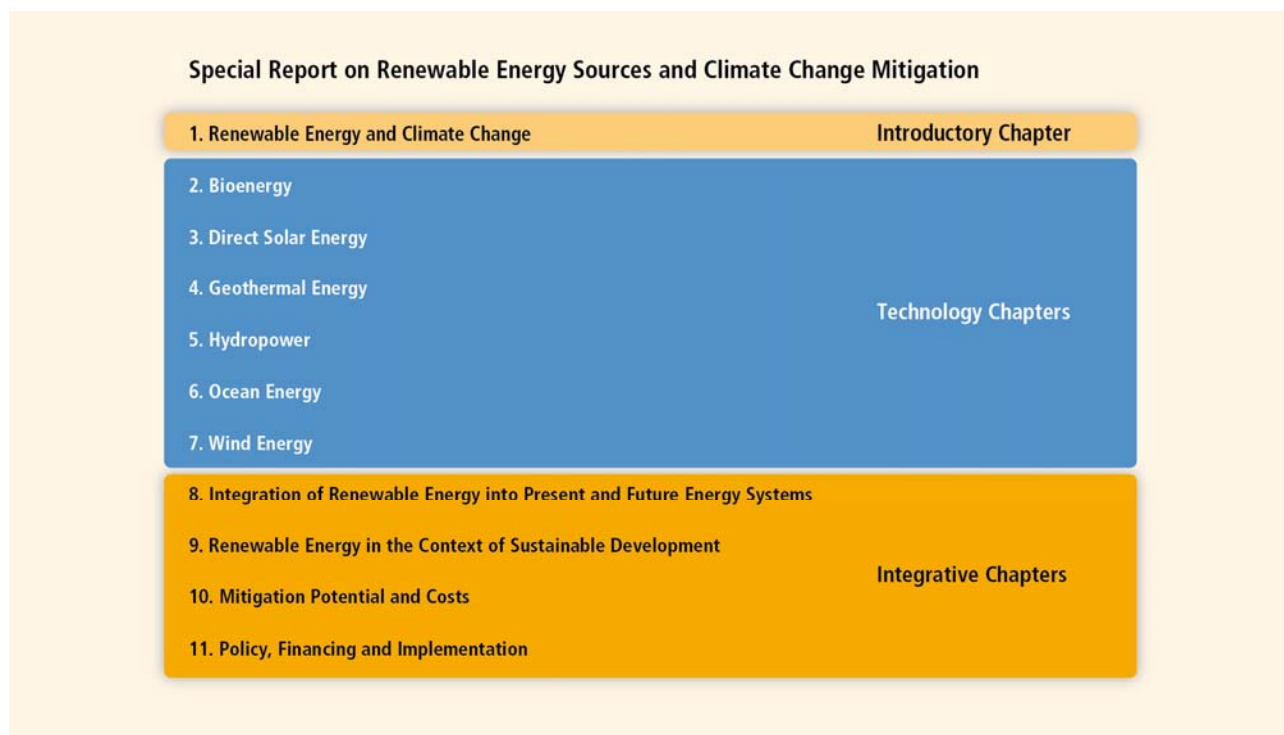 Special Report on Renewable Energy Sources and Climate Change Mitigation
1. Renewable Energy and Climate Change
Introductory Chapter
2. Bioenergy
3. Direct Solar Energy
4. Geothermal Energy
5. Hydropower
6. Ocean Energy
7. Wind Energy
Technology Chapters
8. Integration of Renewable Energy into Present and Future Energy Systems
9. Renewable Energy in the Context of Sustainable Development
10. Mitigation Potential and Costs
11. Policy, Financing and Implementation
Integrative Chapters